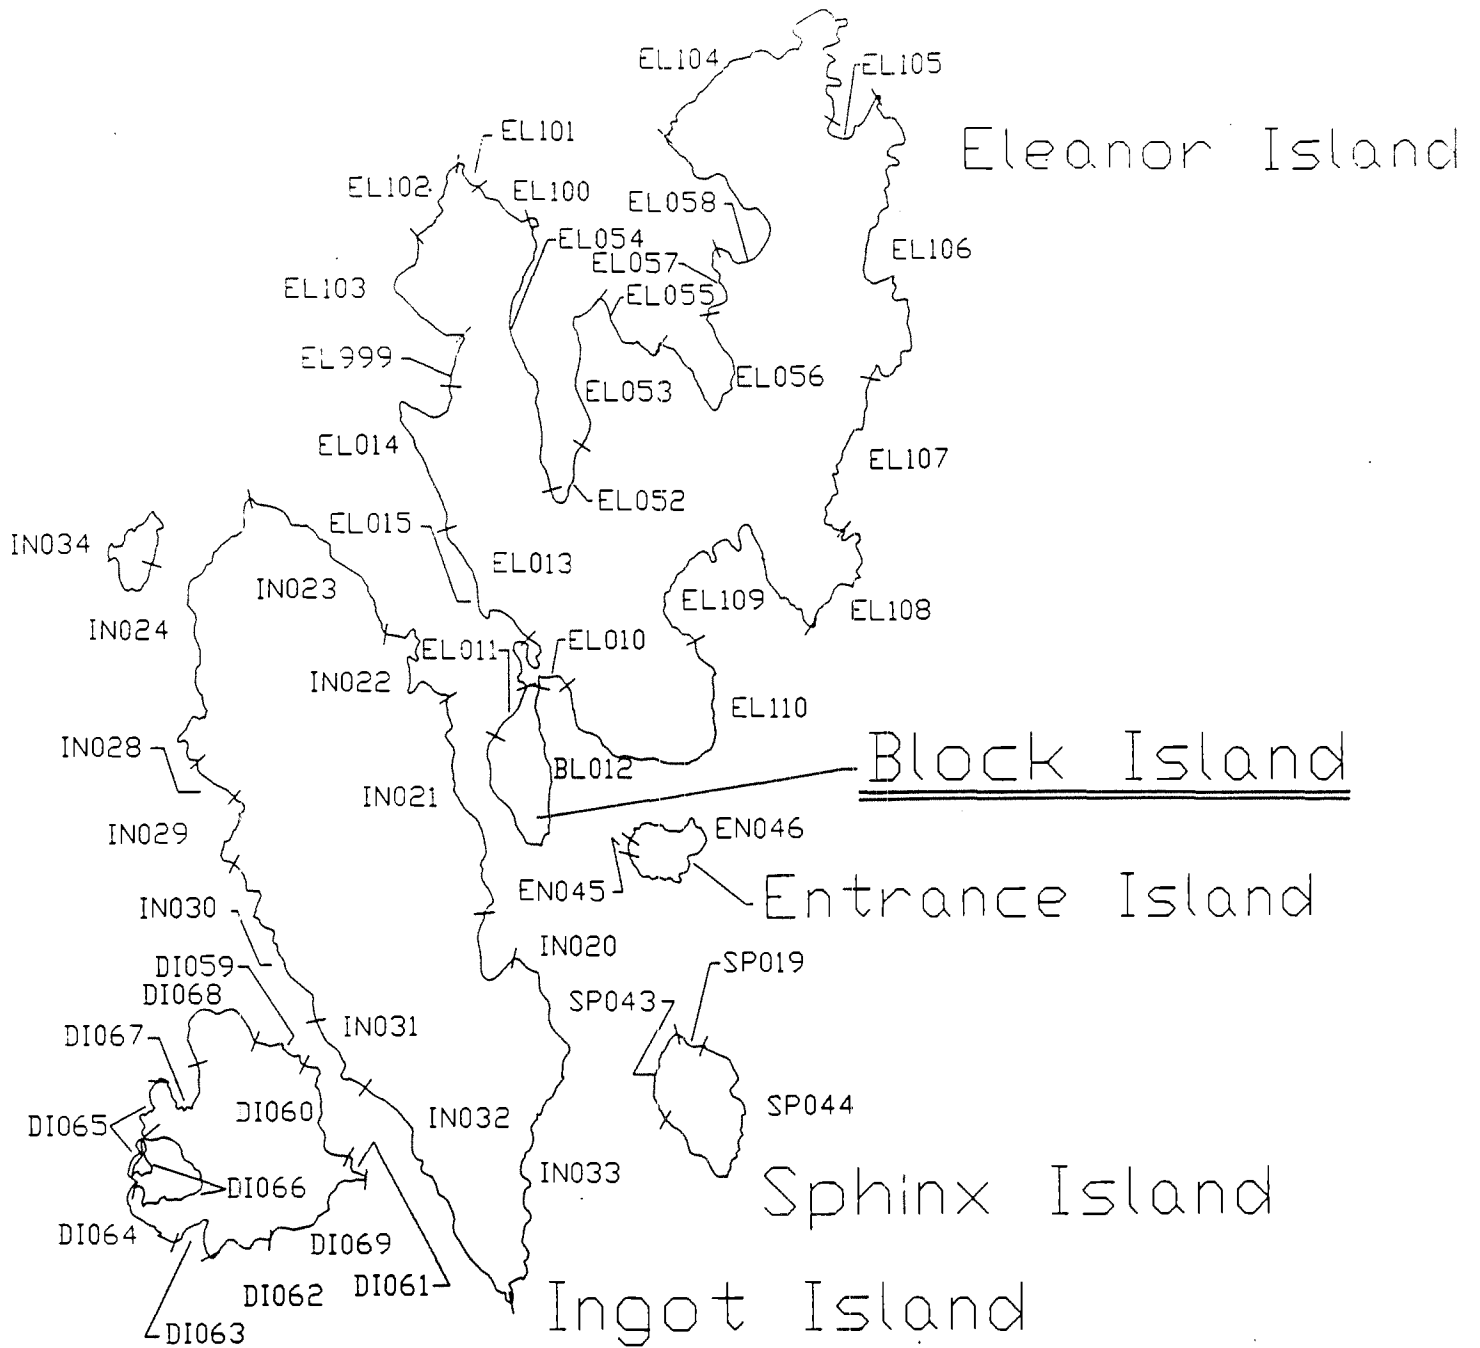 EL104
EL105
EL101
Eleanor Island
EL102
EL100
EL058
EL054
EL106
EL057
EL103
EL055
EL999
EL056
EL053
EL014
EL107
EL052
EL015
IN034
EL013
IN023
EL109
EL108
IN024
EL010
EL011
IN022
EL110
IN028
Block Island
BL012
IN021
EN046
IN029
EN045
Entrance Island
IN030
IN020
DI059
SP019
DI068
SP043
IN031
DI067
DI060
IN032
SP044
DI065
IN033
DI066
Sphinx Island
DI064
DI069
DI062
DI061
Ingot Island
DI063